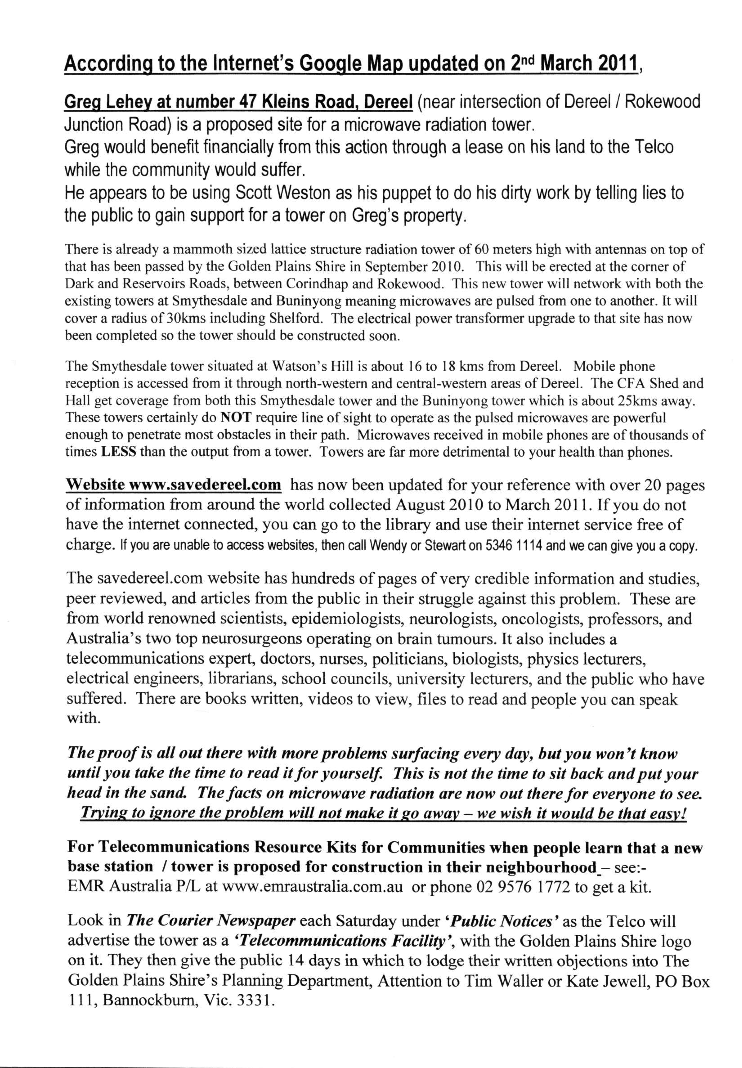 According to the Internet's Google Map updated on 2nd March 2011,
Greg Lehey at number 47 Kleins Road, Dereel (near intersection of Dereel / Rokewood
Junction Road) is a proposed site for a microwave radiation tower.
Greg would benefit financially from this action through a lease on his land to the Telco
while the community would suffer.
He appears to be using Scott Weston as his puppet to do his dirty work by telling lies to
the public to gain support for a tower on Greg's property.
There is already a mammoth sized lattice structure radiation tower of 60 meters high with antennas on top of
that has been passed by the Golden Plains Shire in September 2010. This will be erected at the corner of
Dark and Reservoirs Roads, between Corindhap and Rokewood. This new tower will network with both the
existing towers at Smythesdale and Buninyong meaning microwaves are pulsed from one to another. It will
cover a radius of 30kms including Shelford. The electrical power transformer upgrade to that site has now
been completed so the tower should be constructed soon.
The Smythesdale tower situated at Watson's Hill is about 16 to 18 kms from Dereel. Mobile phone
reception is accessed from it through north-western and central-western areas of Dereel. The CFA Shed and
Hall get coverage from both this Smythesdale tower and the Buninyong tower which is about 25kms away.
These towers certainly do NOT require line of sight to operate as the pulsed microwaves are powerful
enough to penetrate most obstacles in their path. Microwaves received in mobile phones are of thousands of
times LESS than the output from a tower. Towers are far more detrimental to your health than phones.
Website www.savedereel.com has now been updated for your reference with over 20 pages
of information from around the world collected August 2010 to March 2011. If you do not
have the internet connected, you can go to the library and use their internet service free of
charge. If you are unable to access websites, then call Wendy or Stewart on 5346 1114 and we can give you a copy.
The savedereel.com website has hundreds of pages of very credible information and studies,
peer reviewed, and articles from the public in their struggle against this problem. These are
from world renowned scientists, epidemiologists, neurologists, oncologists, professors, and
Australia's two top neurosurgeons operating on brain tumours. It also includes a
telecommunications expert, doctors, nurses, politicians, biologists, physics lecturers,
electrical engineers, librarians, school councils, university lecturers, and the public who have
suffered. There are books written, videos to view, files to read and people you can speak
with.
The proof is all out there with more problems surfacing every day, but you won't know
until you take the time to read it for yourself. This is not the time to sit back and put your
head in the sand. The facts on microwave radiation are now out there for everyone to see.
Trying to ignore the problem will not make it go away – we wish it would be that easy!
For Telecommunications Resource Kits for Communities when people learn that a new
base station / tower is proposed for construction in their neighbourhood – see:-
EMR Australia P/L at www.emraustralia.com.au or phone 02 9576 1772 to get a kit.
Look in The Courier Newspaper each Saturday under 'Public Notices' as the Telco will
advertise the tower as a 'Telecommunications Facility', with the Golden Plains Shire logo
on it. They then give the public 14 days in which to lodge their written objections into The
Golden Plains Shire's Planning Department, Attention to Tim Waller or Kate Jewell, PO Box
111, Bannockburn, Vic. 3331.